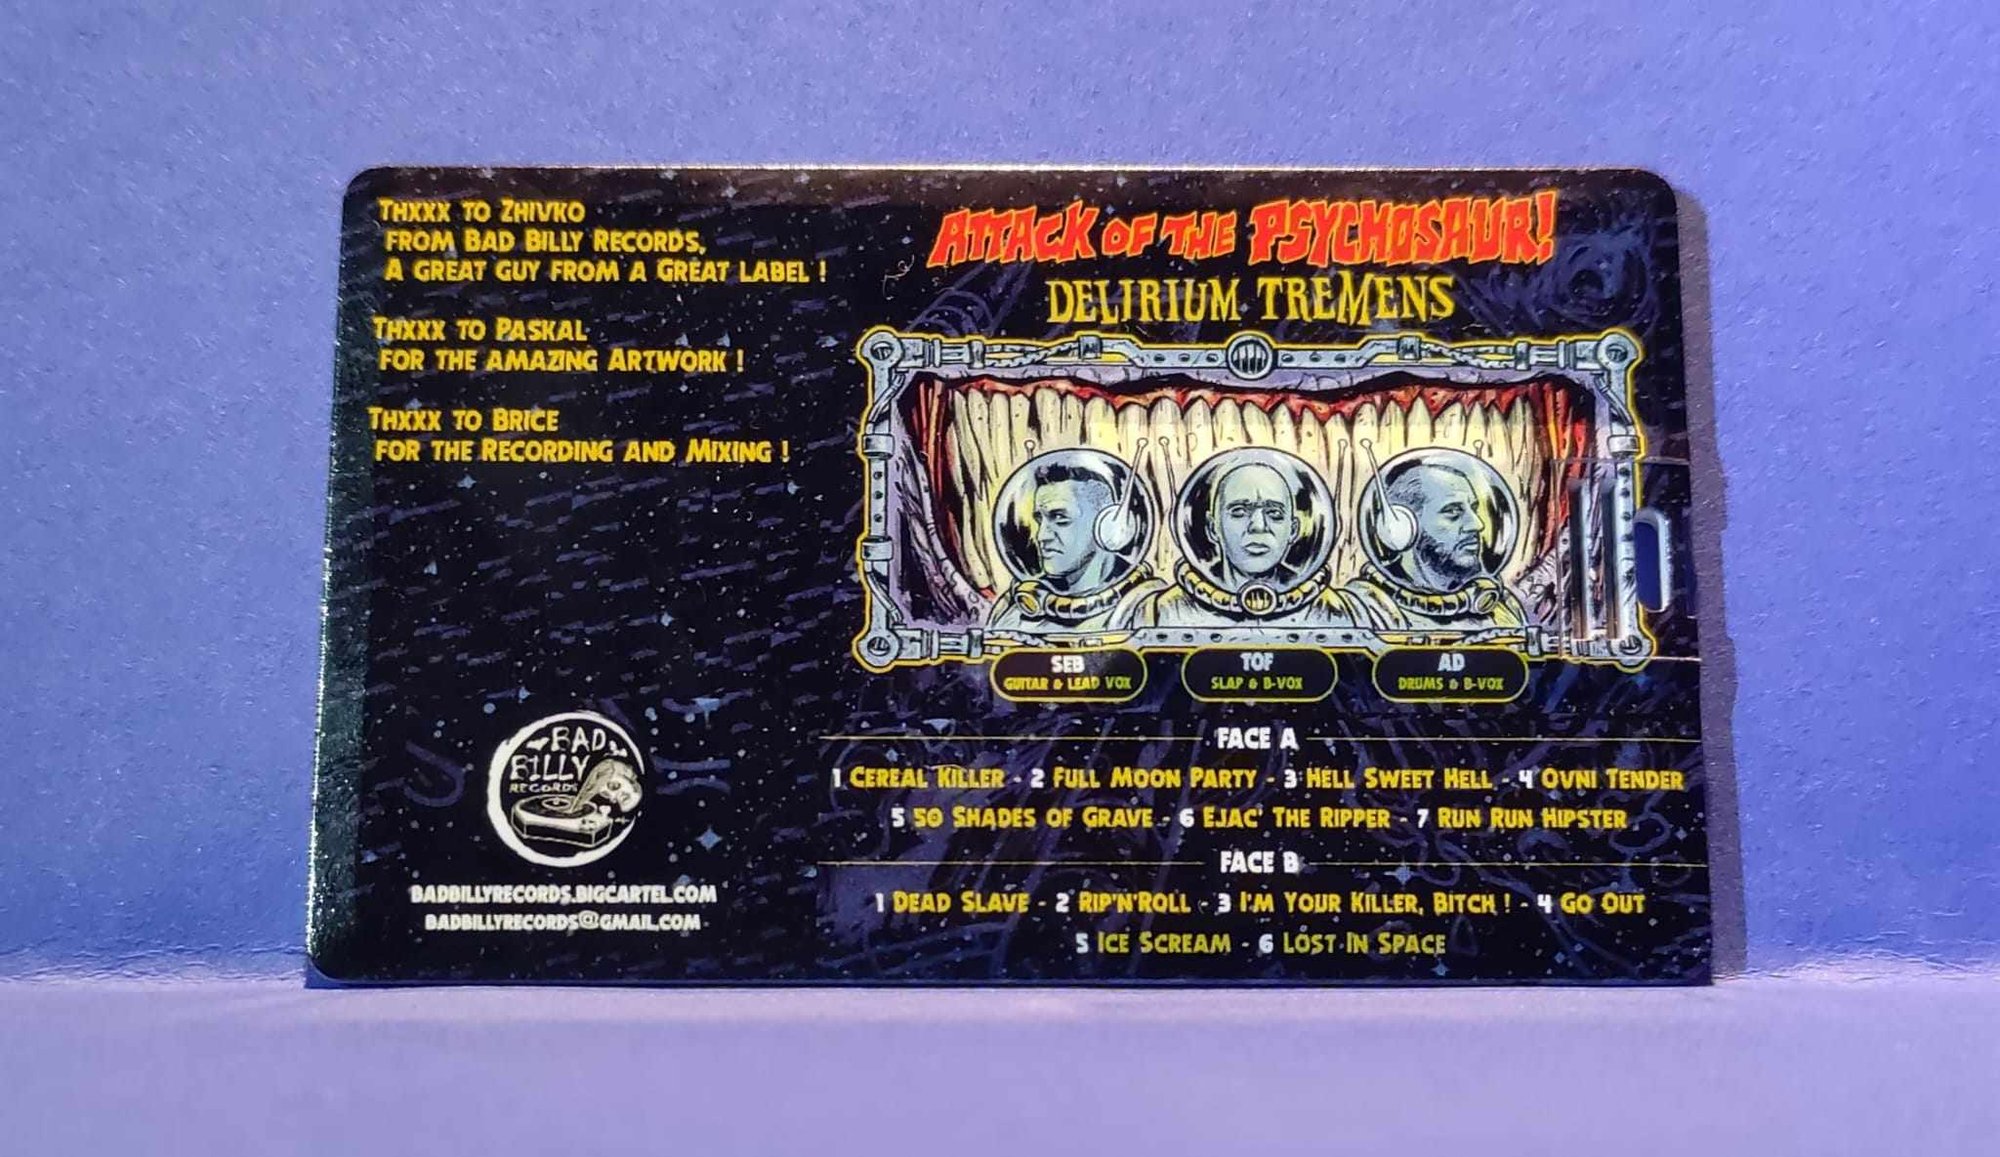 Thxxx to Zhivko
from Bad Billy Records,
a great guy from a Great label !
Thxxx to Paskal
for the amazing Artwork !
Thxxx to Brice
for the Recording and Mixing !
BAD
BILLY
RECORDS
BADBILLYRECORDS.BIGCARTEL.COM
BADBILLYRECORDS@GMAIL.COM
ATTACK OF THE PSYCHOSAUR!
DELIRIUM TREMENS
SEB
GUITAR & LEAD VOX
TOF
SLAP & B-VOX
AD
DRUMS & B-VOX
FACE A
1 Cereal Killer - 2 Full Moon Party - 3 Hell Sweet Hell - 4 Ovni Tender
5 50 Shades of Grave - 6 Ejac' The Ripper - 7 Run Run Hipster
FACE B
1 Dead Slave - 2 Rip'n'Roll - 3 I'm Your Killer, Bitch ! - 4 Go Out
5 Ice Scream - 6 Lost In Space